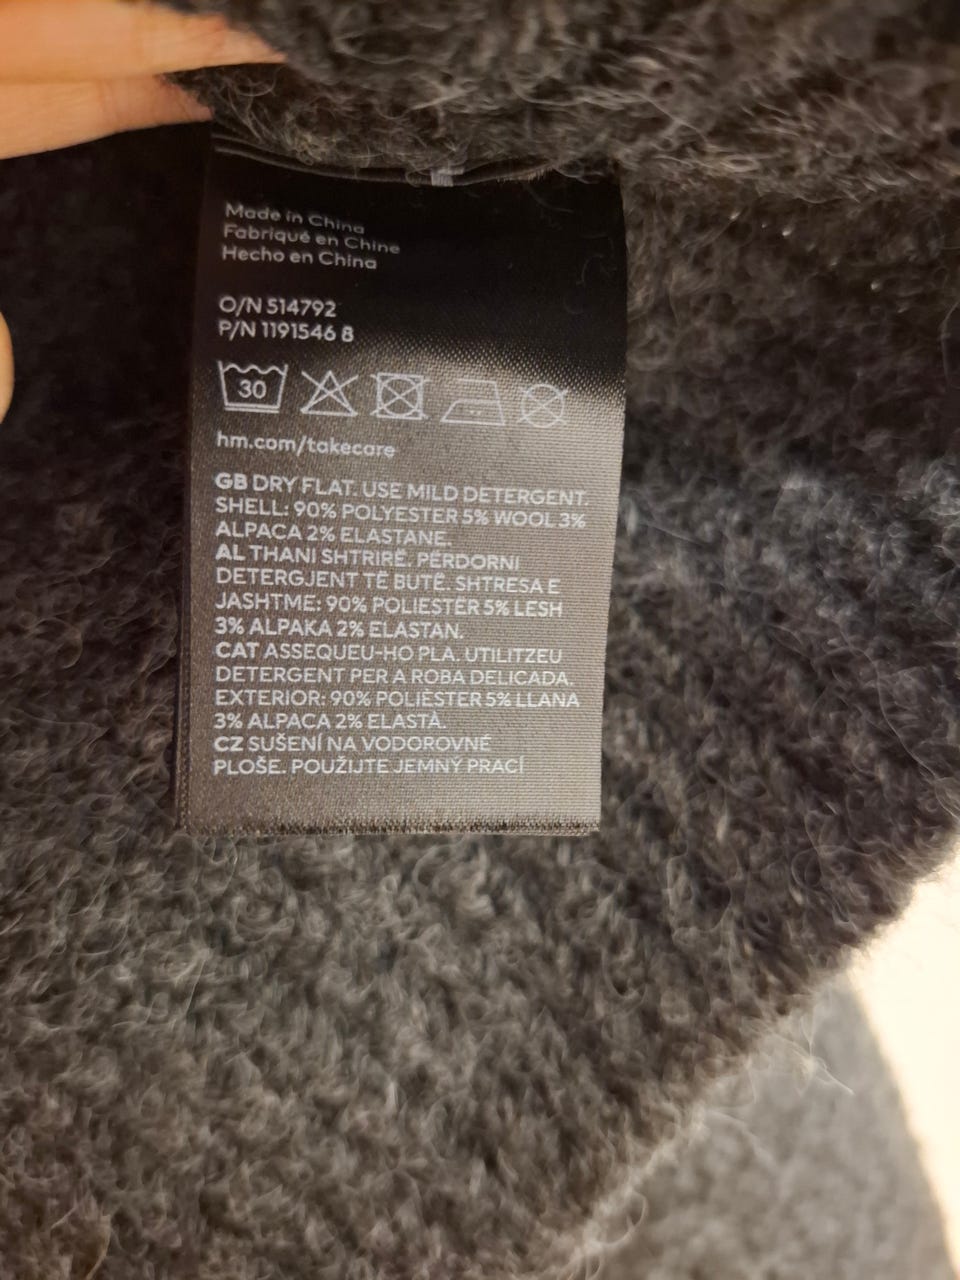 Made in China
Fabriqué en Chine
Hecho en China
O/N 514792
P/N 1191546 8
30
hm.com/takecare
GB DRY FLAT. USE MILD DETERGENT.
SHELL: 90% POLYESTER 5% WOOL 3%
ALPACA 2% ELASTANE.
AL THANI SHTRIRË. PËRDORNI
DETERGJENT TË BUTË. SHTRESA E
JASHTME: 90% POLIESTËR 5% LESH
3% ALPAKA 2% ELASTAN.
CAT ASSEQUEU-HO PLA. UTILITZEU
DETERGENT PER A ROBA DELICADA.
EXTERIOR: 90% POLIÈSTER 5% LLANA
3% ALPACA 2% ELASTÀ.
CZ SUŠENÍ NA VODOROVNÉ
PLOŠE. POUŽIJTE JEMNÝ PRACÍ